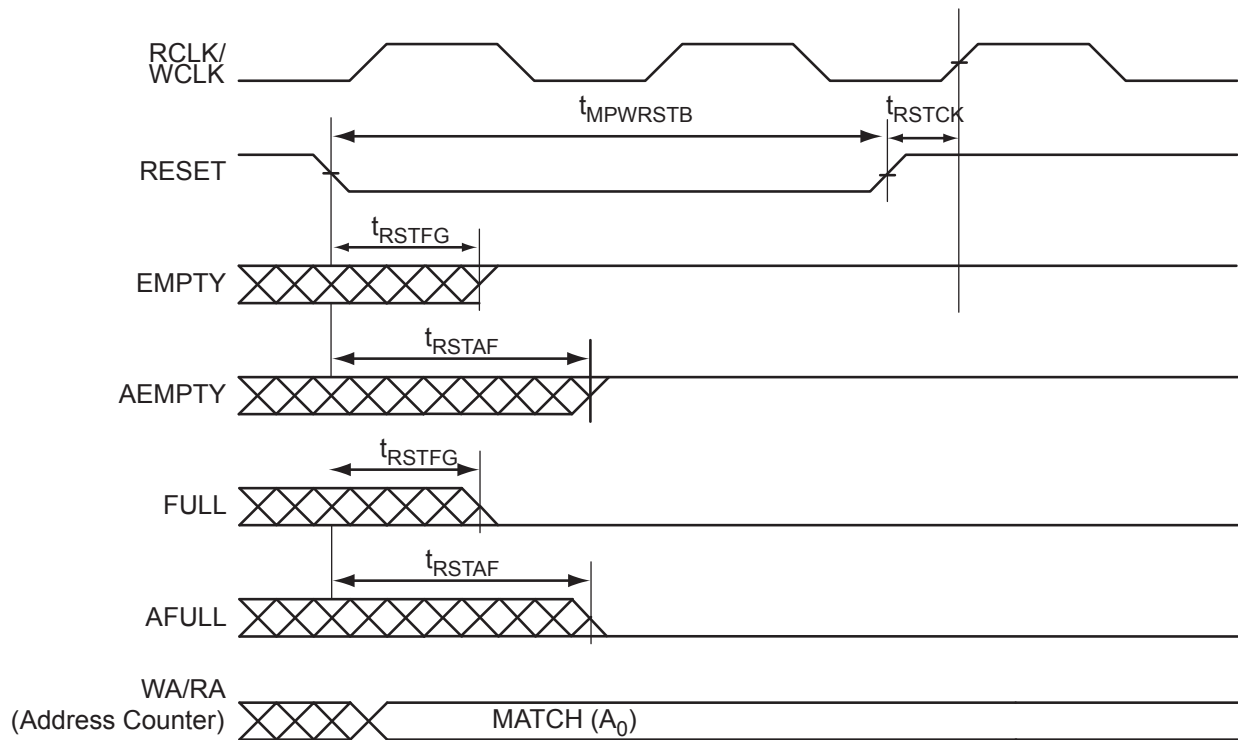 RCLK/
WCLK
tMPWRSTB
tRSTCK
RESET
tRSTFG
EMPTY
tRSTAF
AEMPTY
tRSTFG
FULL
tRSTAF
AFULL
WA/RA
(Address Counter)
MATCH (A0)